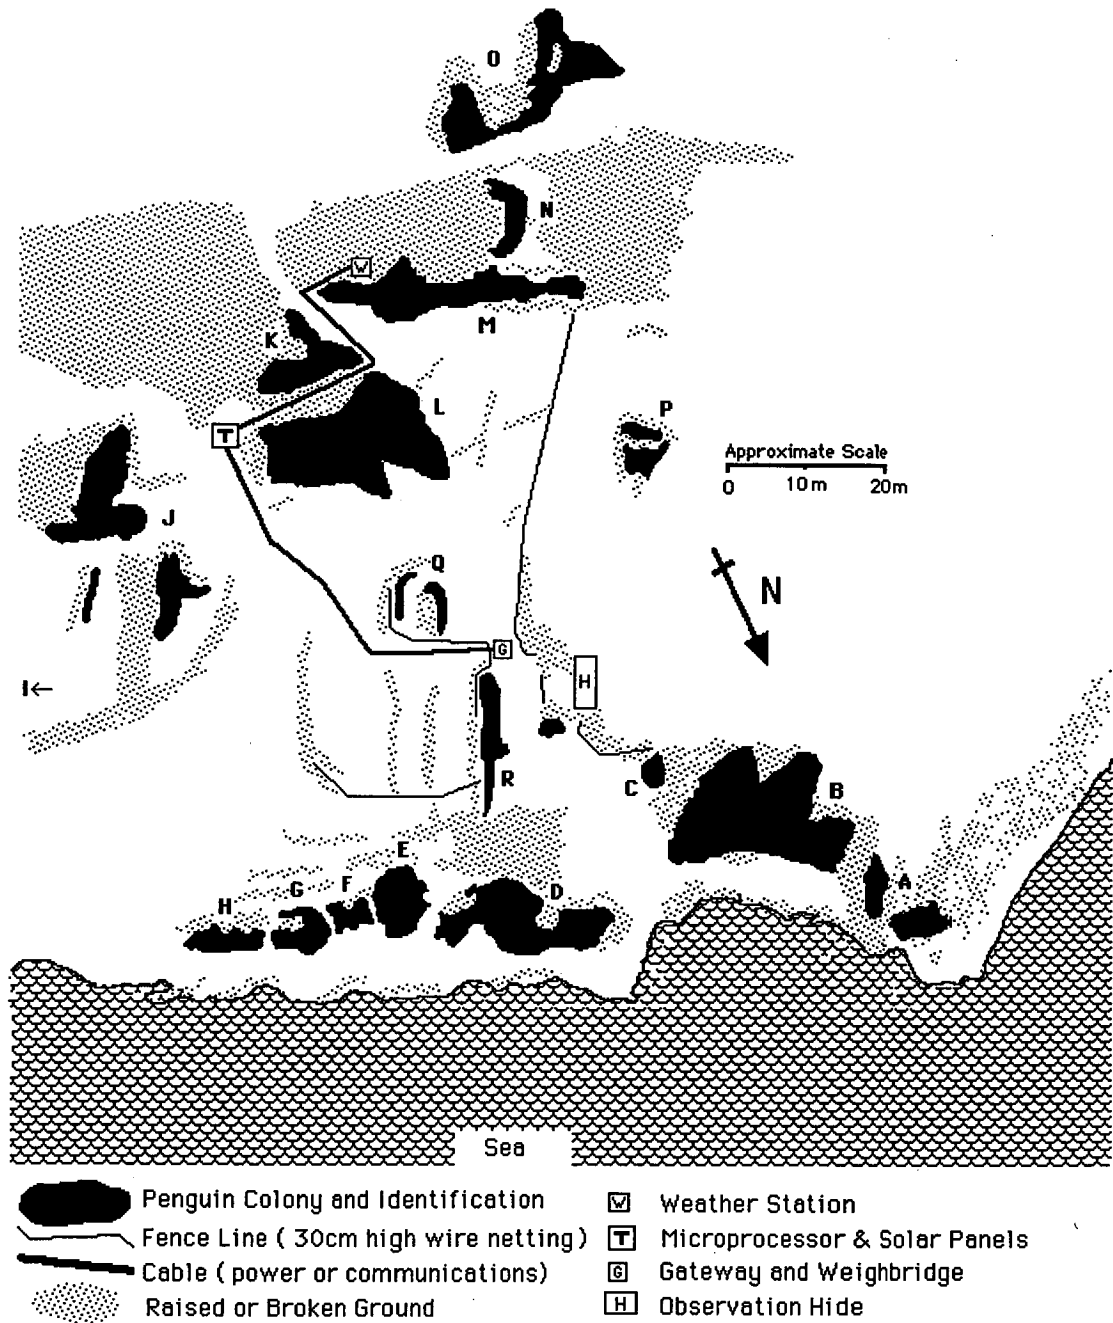 O
N
W
M
K
L
P
T
Approximate Scale
0 10m 20m
J
Q
N
G
H
I←
C
B
R
E
A
F
D
G
H
Sea
Penguin Colony and Identification
Fence Line ( 30cm high wire netting )
Cable ( power or communications)
Raised or Broken Ground
W Weather Station
T Microprocessor & Solar Panels
G Gateway and Weighbridge
H Observation Hide